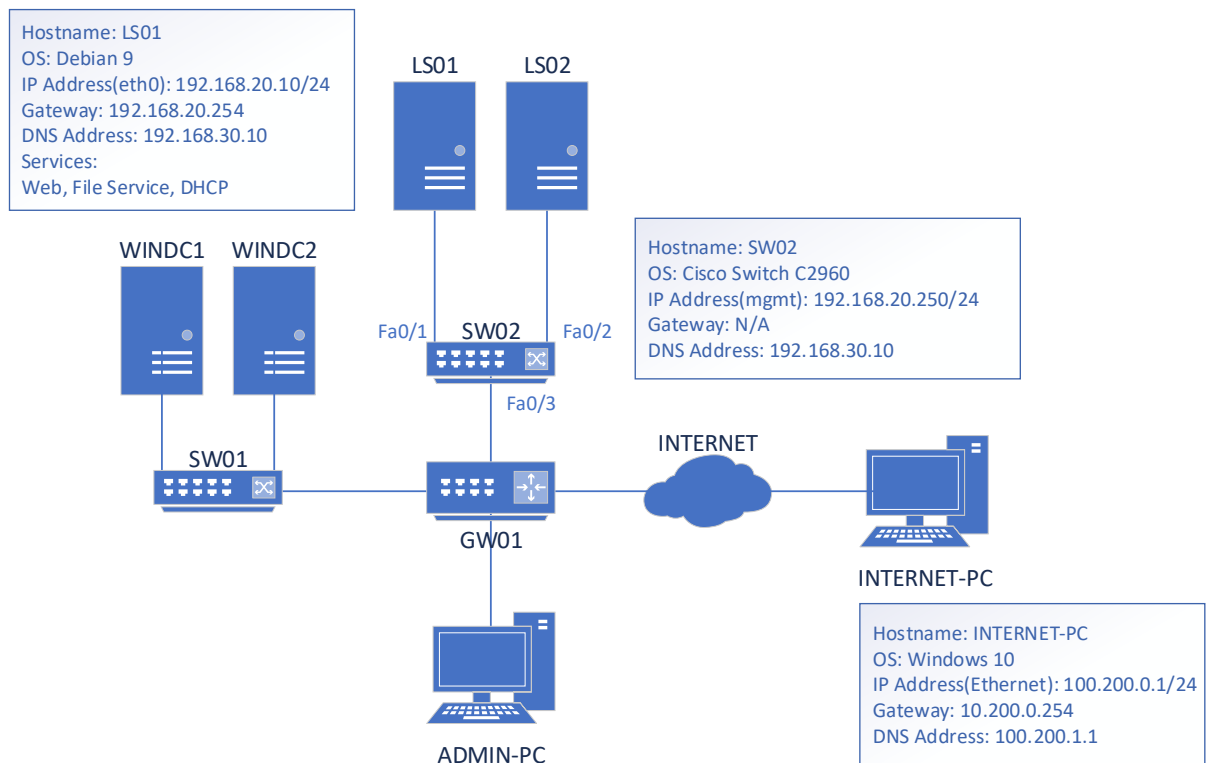 Hostname: LS01
OS: Debian 9
IP Address(eth0): 192.168.20.10/24
Gateway: 192.168.20.254
DNS Address: 192.168.30.10
Services:
Web, File Service, DHCP
LS01
LS02
WINDC1
WINDC2
Hostname: SW02
OS: Cisco Switch C2960
IP Address(mgmt): 192.168.20.250/24
Gateway: N/A
DNS Address: 192.168.30.10
Fa0/1
SW02
Fa0/2
Fa0/3
SW01
INTERNET
GW01
INTERNET-PC
Hostname: INTERNET-PC
OS: Windows 10
IP Address(Ethernet): 100.200.0.1/24
Gateway: 10.200.0.254
DNS Address: 100.200.1.1
ADMIN-PC